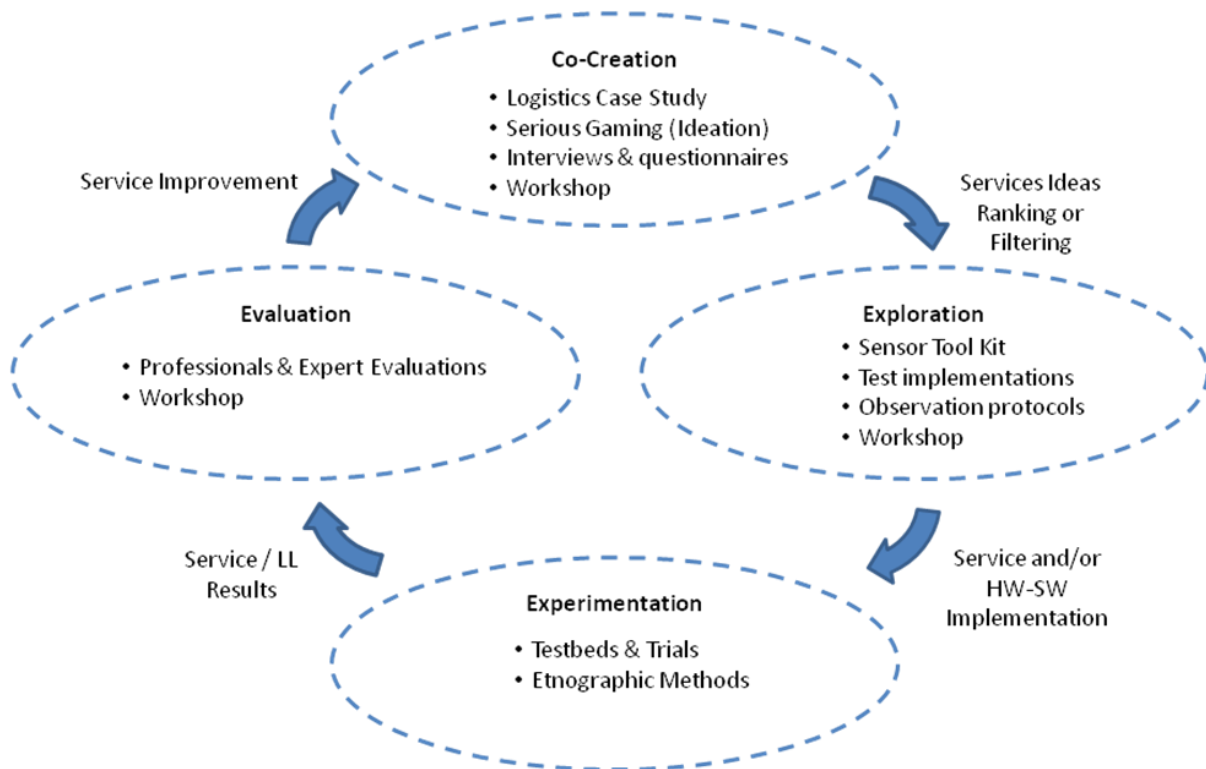 Co-Creation
• Logistics Case Study
• Serious Gaming (Ideation)
• Interviews & questionnaires
• Workshop
Service Improvement
Services Ideas
Ranking or
Filtering
Evaluation
• Professionals & Expert Evaluations
• Workshop
Exploration
• Sensor Tool Kit
• Test implementations
• Observation protocols
• Workshop
Service / LL
Results
Service and/or
HW-SW
Implementation
Experimentation
• Testbeds & Trials
• Etnographic Methods